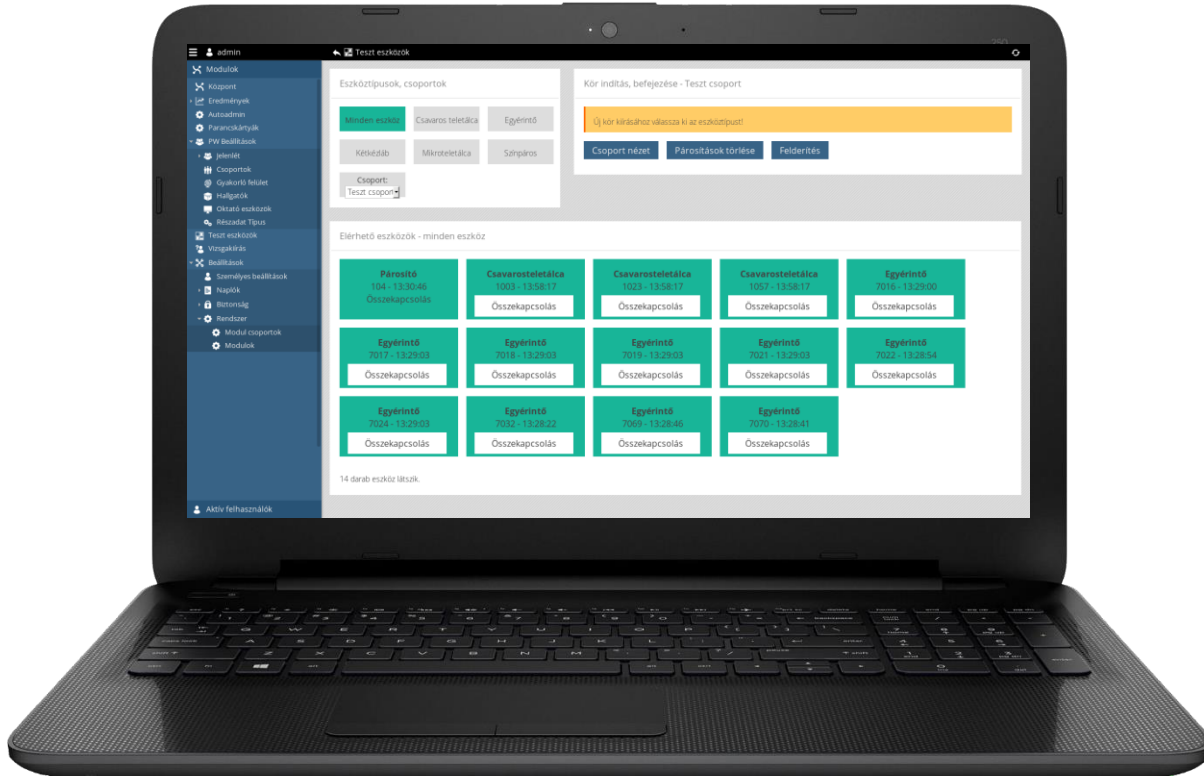 admin
Teszt eszközök
Modulok
Központ
Eredmények
Autoadmin
Parancskártyák
PW Beállítások
Jelenlét
Csoportok
Gyakorló felület
Hallgatók
Oktató eszközök
Részadat Típus
Teszt eszközök
Vizsgakiírás
Beállítások
Személyes beállítások
Naplók
Biztonság
Rendszer
Modul csoportok
Modulok
Aktív felhasználók
Eszköztípusok, csoportok
Minden eszköz Csavaros teletálca Egyérintő
Kétkézláb Mikroteletálca Színpáros
Csoport:
Teszt csoport
Kör indítás, befejezése - Teszt csoport
Új kör kiírásához válassza ki az eszköztípust!
Csoport nézet Párosítások törlése Felderítés
Elérhető eszközök - minden eszköz
Párosító Csavarosteletálca Csavarosteletálca Csavarosteletálca Egyérintő
104 - 13:30:46 1003 - 13:58:17 1023 - 13:58:17 1057 - 13:58:17 7016 - 13:29:00
Összekapcsolás Összekapcsolás Összekapcsolás Összekapcsolás Összekapcsolás
Egyérintő Egyérintő Egyérintő Egyérintő Egyérintő
7017 - 13:29:03 7018 - 13:29:03 7019 - 13:29:03 7021 - 13:29:03 7022 - 13:28:54
Összekapcsolás Összekapcsolás Összekapcsolás Összekapcsolás Összekapcsolás
Egyérintő Egyérintő Egyérintő Egyérintő
7024 - 13:29:03 7032 - 13:28:22 7069 - 13:28:46 7070 - 13:28:41
Összekapcsolás Összekapcsolás Összekapcsolás Összekapcsolás
14 darab eszköz látszik.